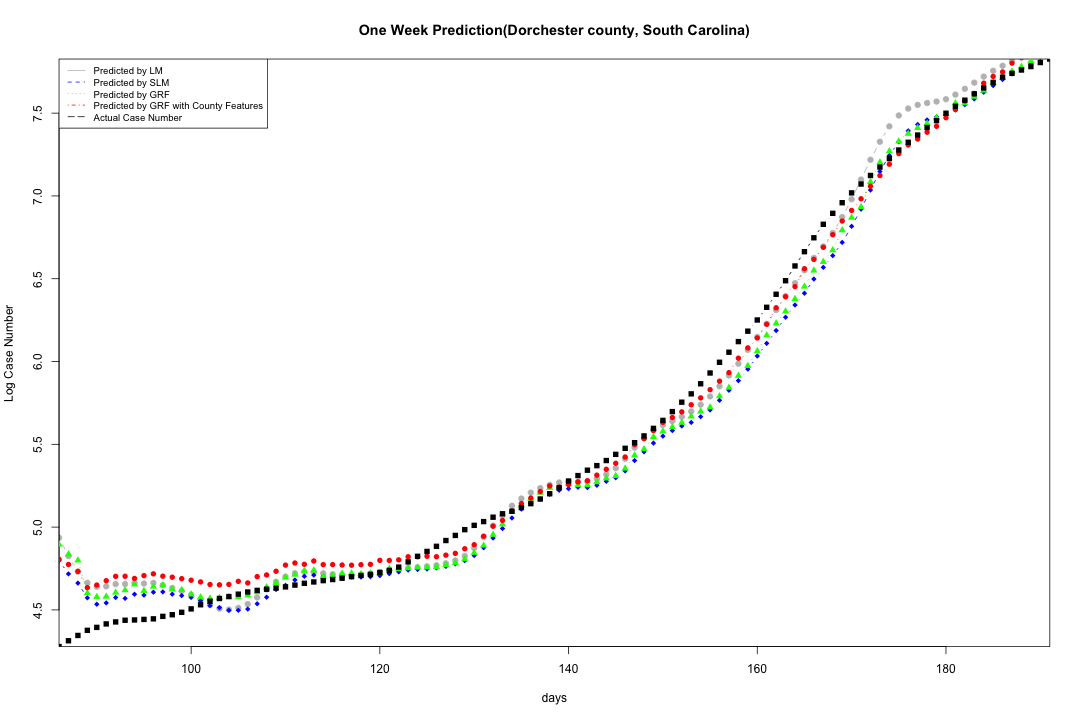 One Week Prediction(Dorchester county, South Carolina)
Predicted by LM
Predicted by SLM
Predicted by GRF
Predicted by GRF with County Features
Actual Case Number
Log Case Number
7.5
7.0
6.5
6.0
5.5
5.0
4.5
100 120 140 160 180
days